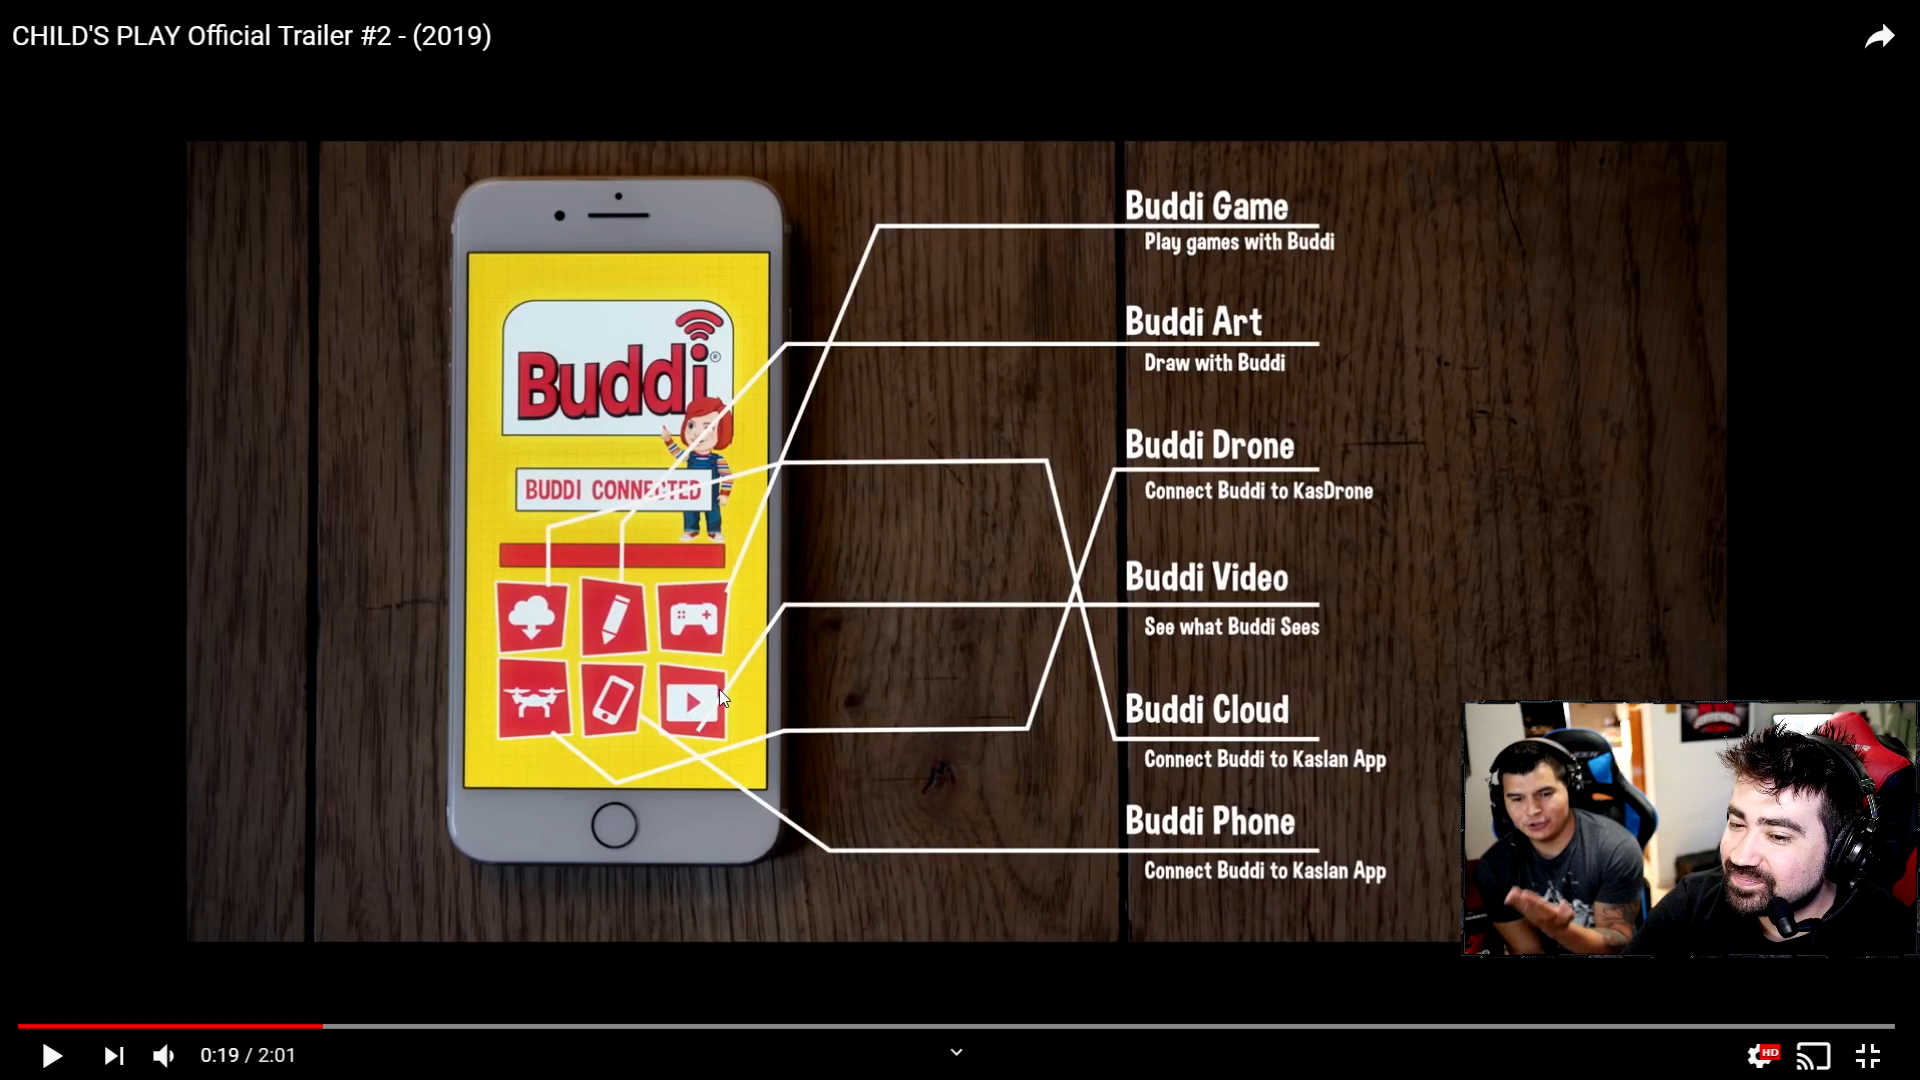 CHILD'S PLAY Official Trailer #2 - (2019)
Buddi®
BUDDI CONNECTED
Buddi Game
Play games with Buddi
Buddi Art
Draw with Buddi
Buddi Drone
Connect Buddi to KasDrone
Buddi Video
See what Buddi Sees
Buddi Cloud
Connect Buddi to Kaslan App
Buddi Phone
Connect Buddi to Kaslan App
0:19 / 2:01
HD